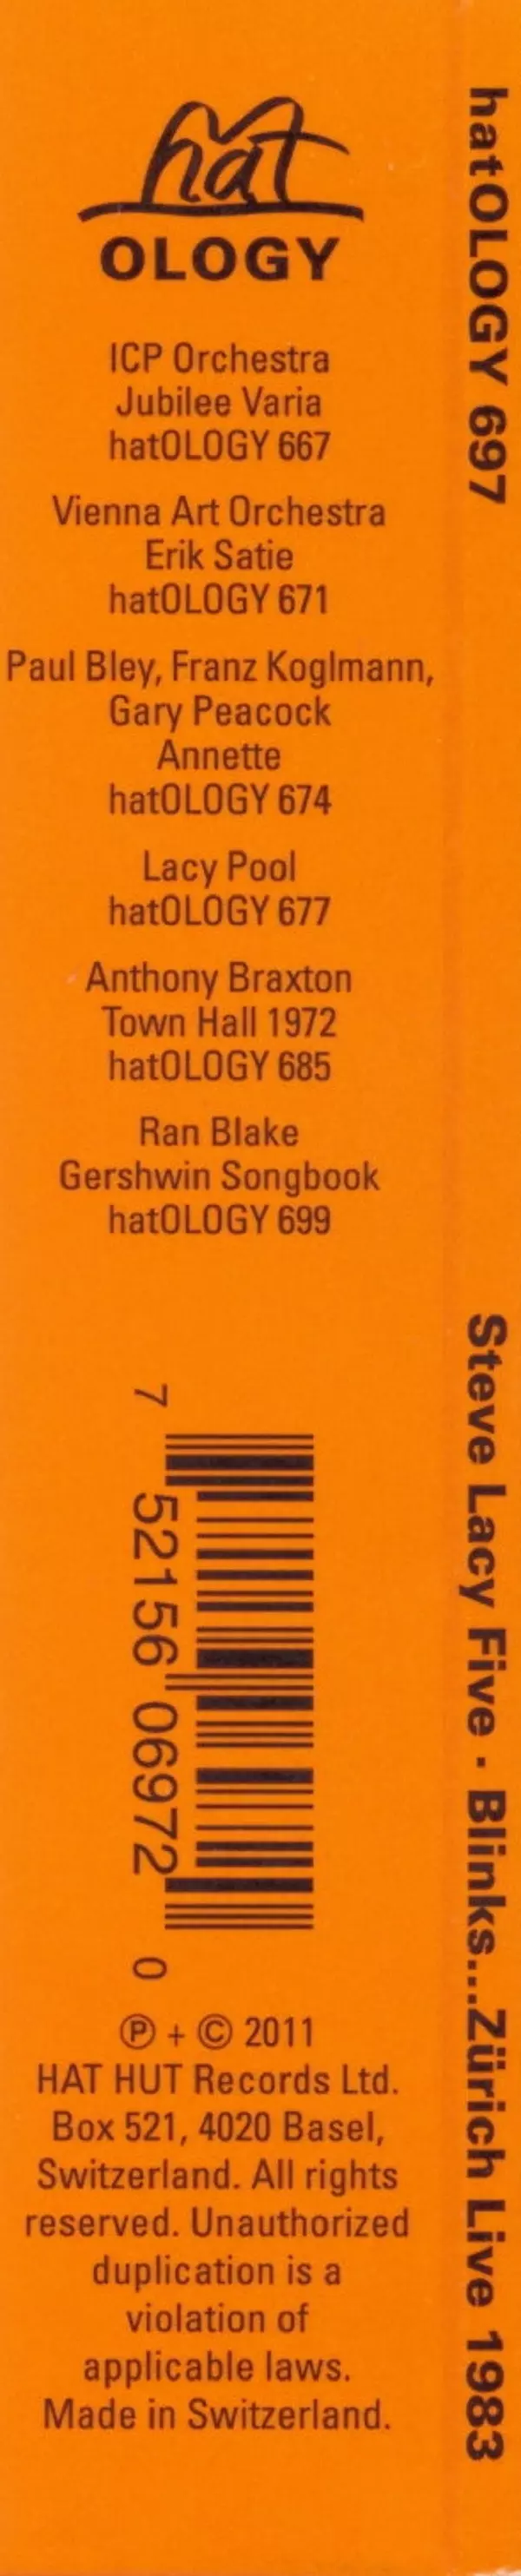 hat
OLOGY
ICP Orchestra
Jubilee Varia
hatOLOGY 667
Vienna Art Orchestra
Erik Satie
hatOLOGY 671
Paul Bley, Franz Koglmann,
Gary Peacock
Annette
hatOLOGY 674
Lacy Pool
hatOLOGY 677
Anthony Braxton
Town Hall 1972
hatOLOGY 685
Ran Blake
Gershwin Songbook
hatOLOGY 699
7 52156 06972 0
℗ + © 2011
HAT HUT Records Ltd.
Box 521, 4020 Basel,
Switzerland. All rights
reserved. Unauthorized
duplication is a
violation of
applicable laws.
Made in Switzerland.
hatOLOGY 697
Steve Lacy Five · Blinks...Zürich Live 1983